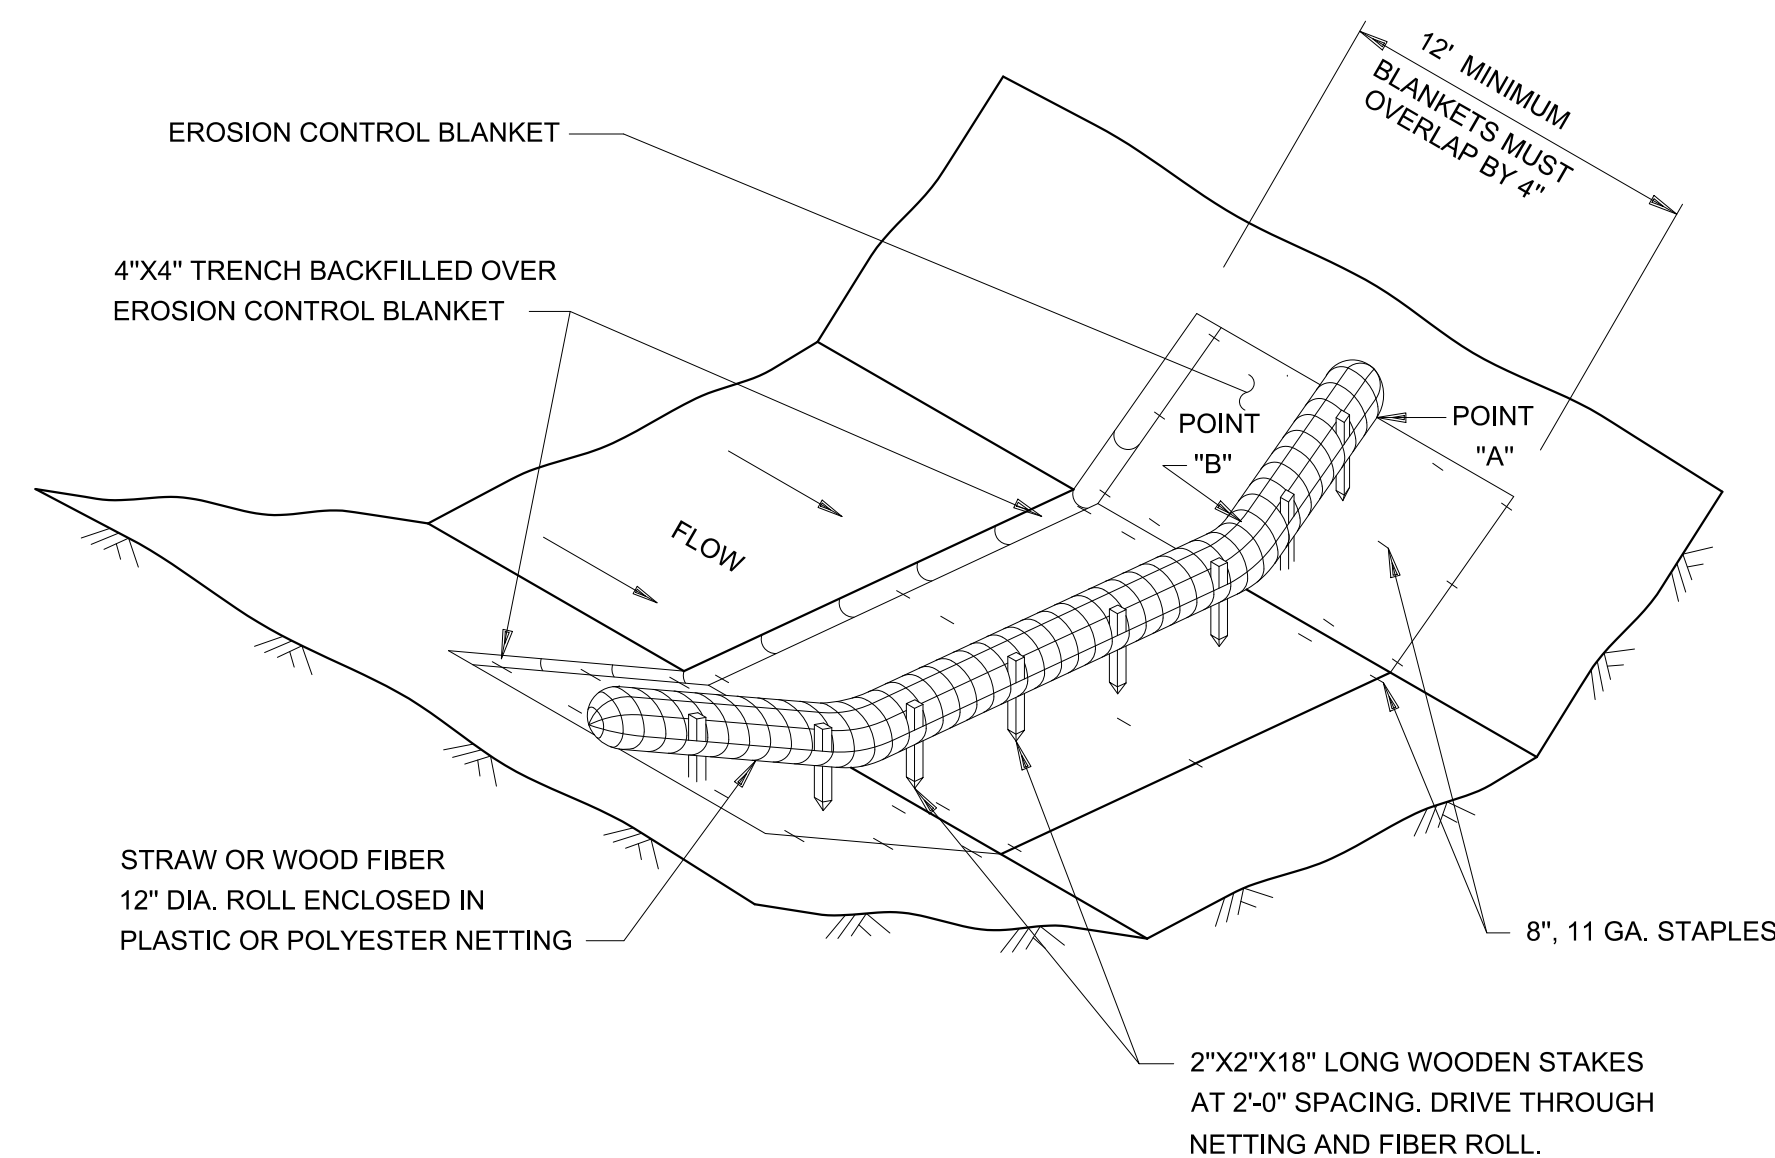 12' MINIMUM
BLANKETS MUST
OVERLAP BY 4"
EROSION CONTROL BLANKET
4"X4" TRENCH BACKFILLED OVER
EROSION CONTROL BLANKET
POINT
"B"
POINT
"A"
FLOW
STRAW OR WOOD FIBER
12" DIA. ROLL ENCLOSED IN
PLASTIC OR POLYESTER NETTING
8", 11 GA. STAPLES
2"X2"X18" LONG WOODEN STAKES
AT 2'-0" SPACING. DRIVE THROUGH
NETTING AND FIBER ROLL.